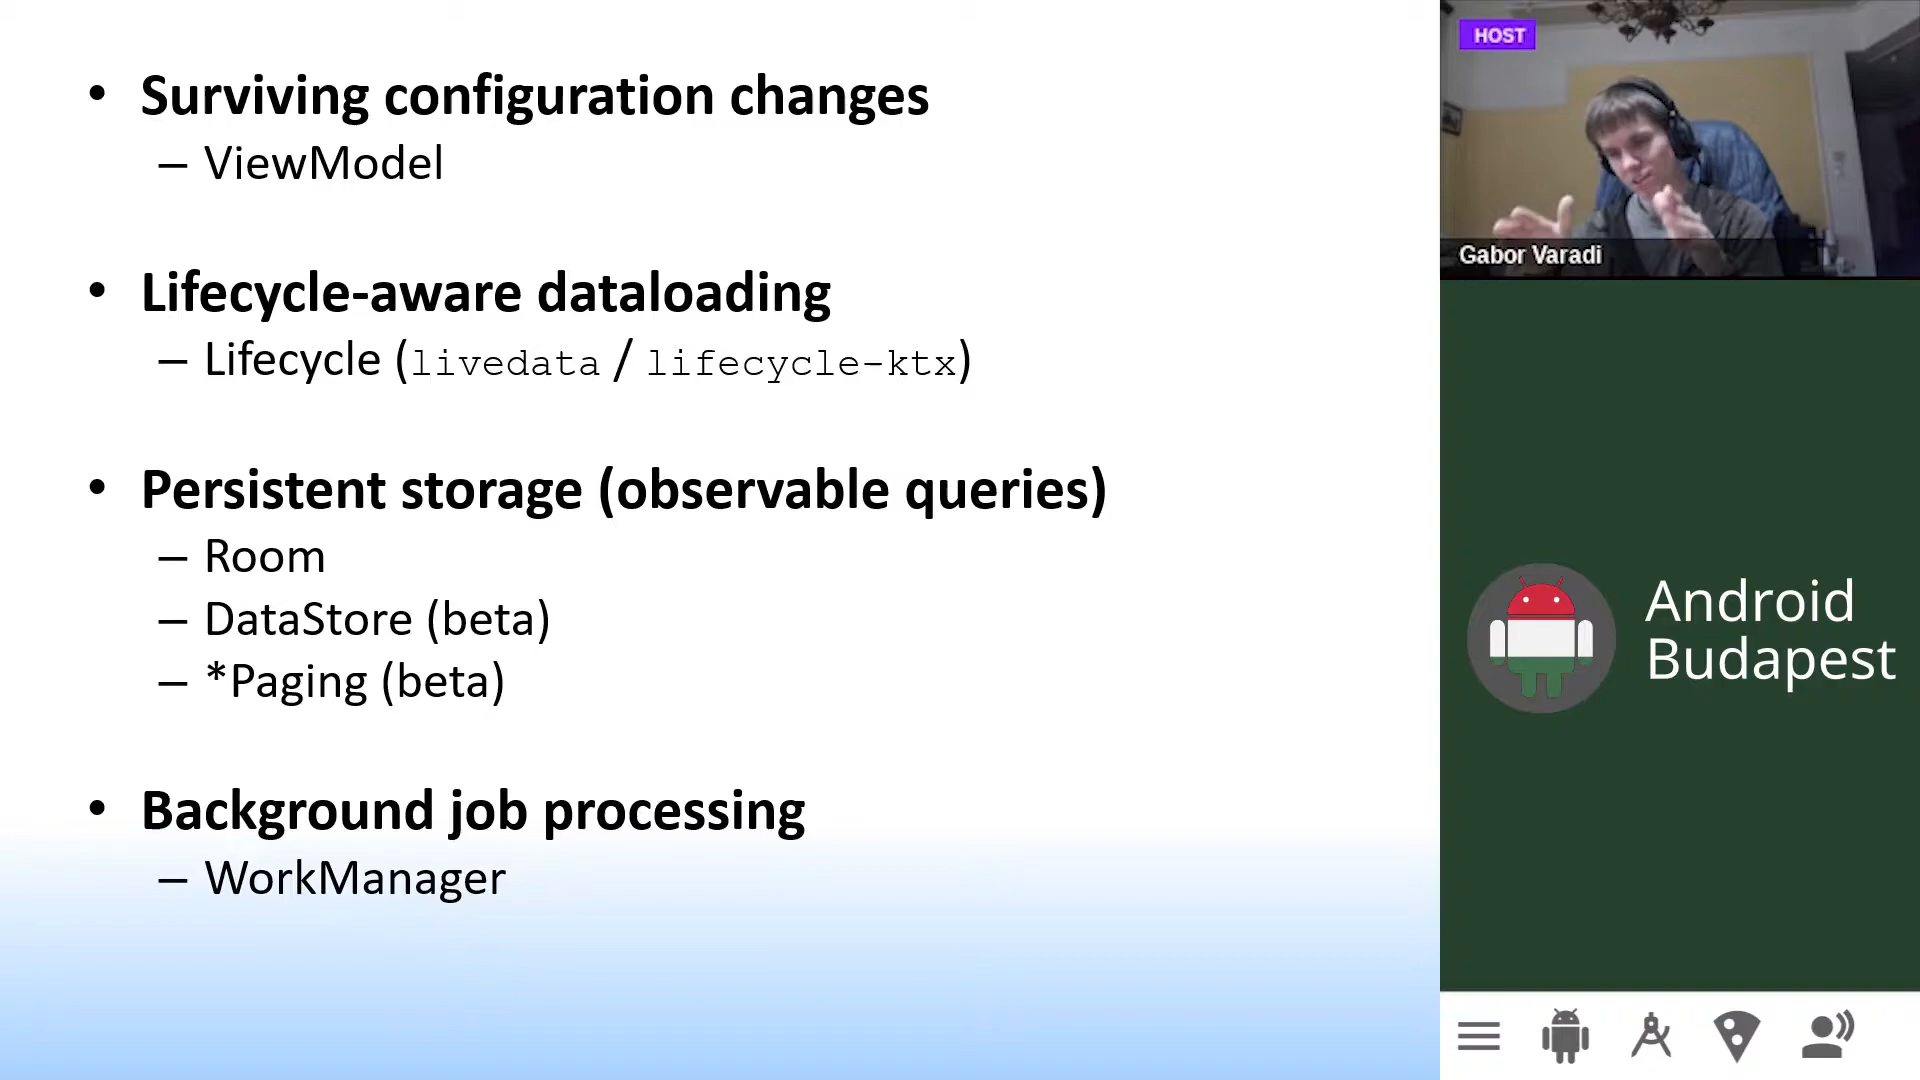 • Surviving configuration changes
– ViewModel
• Lifecycle-aware dataloading
– Lifecycle (livedata / lifecycle-ktx)
• Persistent storage (observable queries)
– Room
– DataStore (beta)
– *Paging (beta)
• Background job processing
– WorkManager
HOST
Gabor Varadi
Android
Budapest